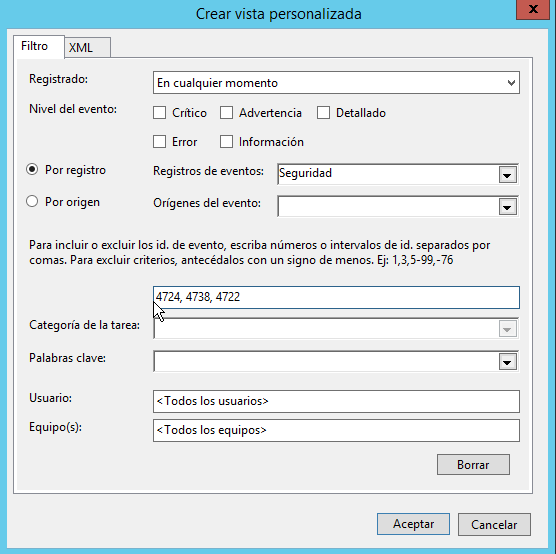 Crear vista personalizada
x
Filtro XML
Registrado: En cualquier momento
Nivel del evento: Crítico Advertencia Detallado
Error Información
Por registro Registros de eventos: Seguridad
Por origen Orígenes del evento:
Para incluir o excluir los id. de evento, escriba números o intervalos de id. separados por
comas. Para excluir criterios, antecédalos con un signo de menos. Ej: 1,3,5-99,-76
4724, 4738, 4722
Categoría de la tarea:
Palabras clave:
Usuario: <Todos los usuarios>
Equipo(s): <Todos los equipos>
Borrar
Aceptar Cancelar